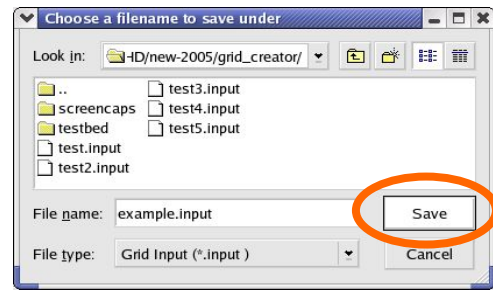 Choose a filename to save under
Look in: -ID/new-2005/grid_creator/
.. test3.input
screencaps test4.input
testbed test5.input
test.input
test2.input
File name: example.input Save
File type: Grid Input (*.input ) Cancel